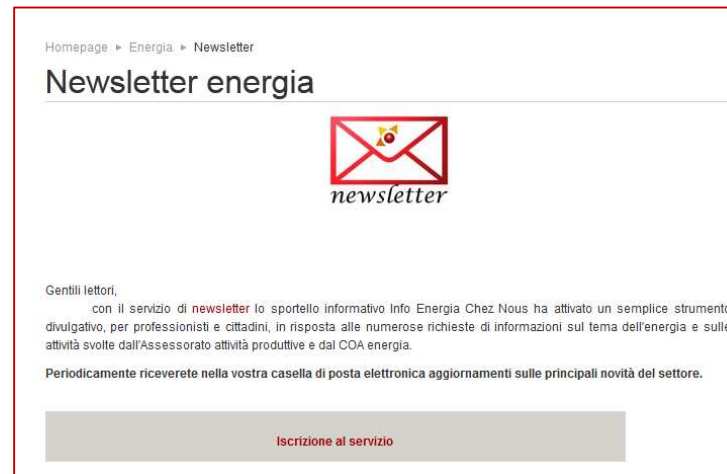 Homepage ► Energia ► Newsletter
Newsletter energia
newsletter
Gentili lettori,
con il servizio di newsletter lo sportello informativo Info Energia Chez Nous ha attivato un semplice strumento
divulgativo, per professionisti e cittadini, in risposta alle numerose richieste di informazioni sul tema dell'energia e sulle
attività svolte dall'Assessorato attività produttive e dal COA energia.
Periodicamente riceverete nella vostra casella di posta elettronica aggiornamenti sulle principali novità del settore.
Iscrizione al servizio